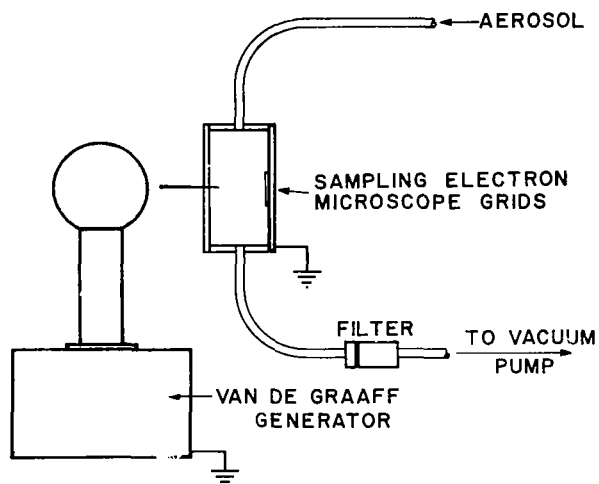 AEROSOL
SAMPLING ELECTRON
MICROSCOPE GRIDS
FILTER
TO VACUUM
PUMP
VAN DE GRAAFF
GENERATOR